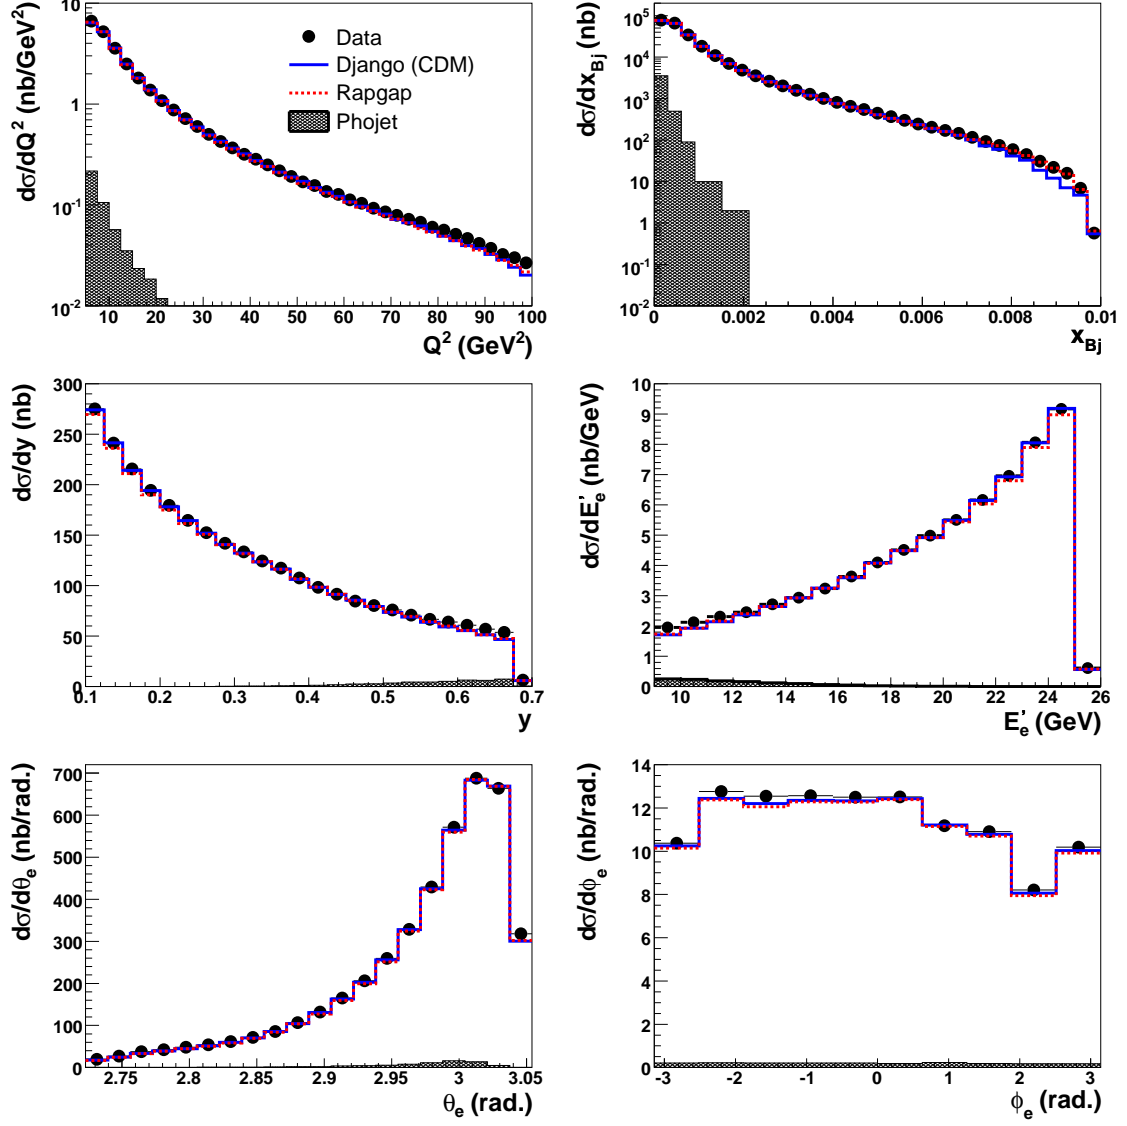 dσ/dQ² (nb/GeV²)
10
1
10⁻¹
10⁻²
Data
Django (CDM)
Rapgap
Phojet
10 20 30 40 50 60 70 80 90 100
Q² (GeV²)
dσ/dx_Bj (nb)
10⁵
10⁴
10³
10²
10
1
10⁻¹
10⁻²
0 0.002 0.004 0.006 0.008 0.01
x_Bj
dσ/dy (nb)
300
250
200
150
100
50
0
0.1 0.2 0.3 0.4 0.5 0.6 0.7
y
dσ/dE'_e (nb/GeV)
10
9
8
7
6
5
4
3
2
1
0
10 12 14 16 18 20 22 24 26
E'_e (GeV)
dσ/dθ_e (nb/rad.)
700
600
500
400
300
200
100
0
2.75 2.8 2.85 2.9 2.95 3 3.05
θ_e (rad.)
dσ/dϕ_e (nb/rad.)
14
12
10
8
6
4
2
0
-3 -2 -1 0 1 2 3
ϕ_e (rad.)